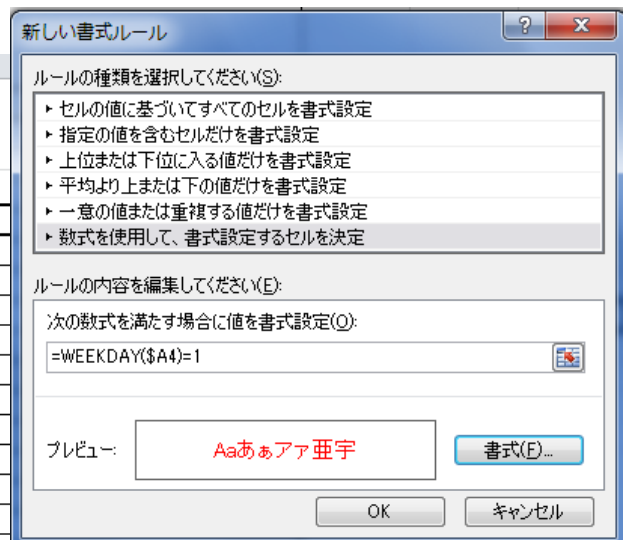 新しい書式ルール
ルールの種類を選択してください(S):
► セルの値に基づいてすべてのセルを書式設定
► 指定の値を含むセルだけを書式設定
► 上位または下位に入る値だけを書式設定
► 平均より上または下の値だけを書式設定
► 一意の値または重複する値だけを書式設定
► 数式を使用して、書式設定するセルを決定
ルールの内容を編集してください(E):
次の数式を満たす場合に値を書式設定(O):
=WEEKDAY($A4)=1
プレビュー: Aaあぁアァ亜宇 書式(F)...
OK キャンセル